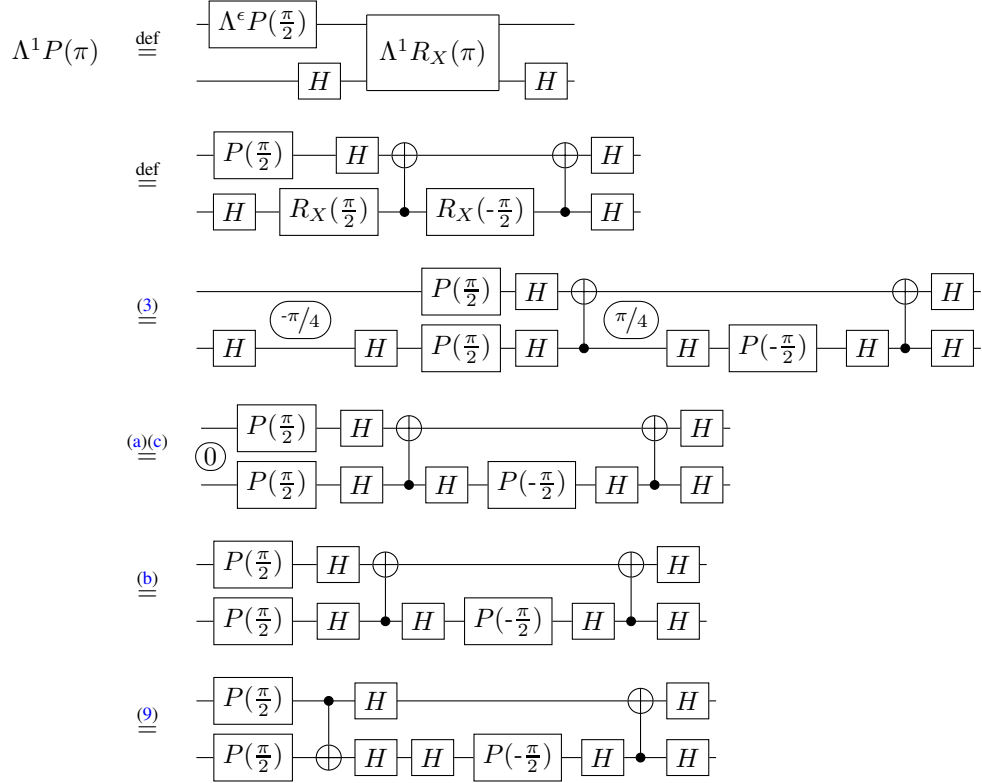 Λ^ϵP(π/2)
Λ¹P(π) def= Λ¹R_X(π)
H H
P(π/2) H H
def=
H R_X(π/2) R_X(-π/2) H
P(π/2) H H
(3)= -π/4 π/4
H H P(π/2) H H P(-π/2) H H
P(π/2) H H
(a)(c)= 0
P(π/2) H H P(-π/2) H H
P(π/2) H H
(b)=
P(π/2) H H P(-π/2) H H
P(π/2) H H
(9)=
P(π/2) H H P(-π/2) H H